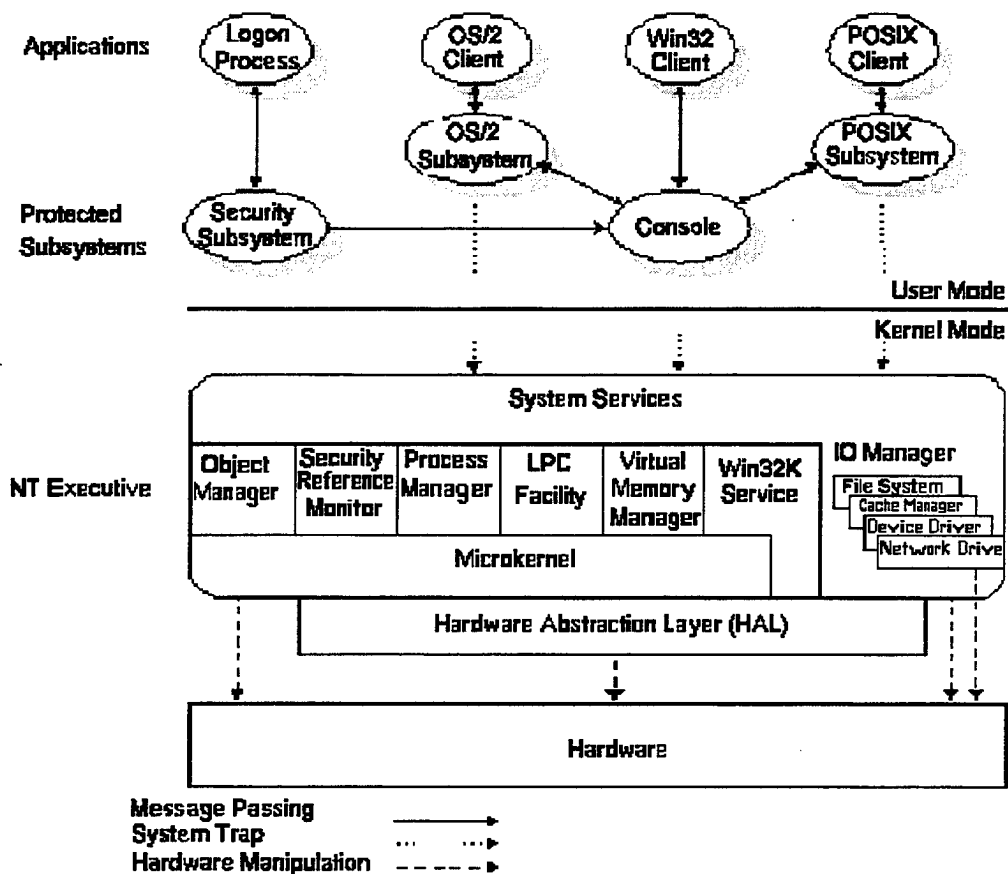 Applications
Logon
Process
OS/2
Client
Win32
Client
POSIX
Client
OS/2
Subsystem
POSIX
Subsystem
Protected
Subsystems
Security
Subsystem
Console
User Mode
Kernel Mode
System Services
NT Executive
Object
Manager
Security
Reference
Monitor
Process
Manager
LPC
Facility
Virtual
Memory
Manager
Win32K
Service
IO Manager
File System
Cache Manager
Device Driver
Network Drive
Microkernel
Hardware Abstraction Layer (HAL)
Hardware
Message Passing
System Trap
Hardware Manipulation